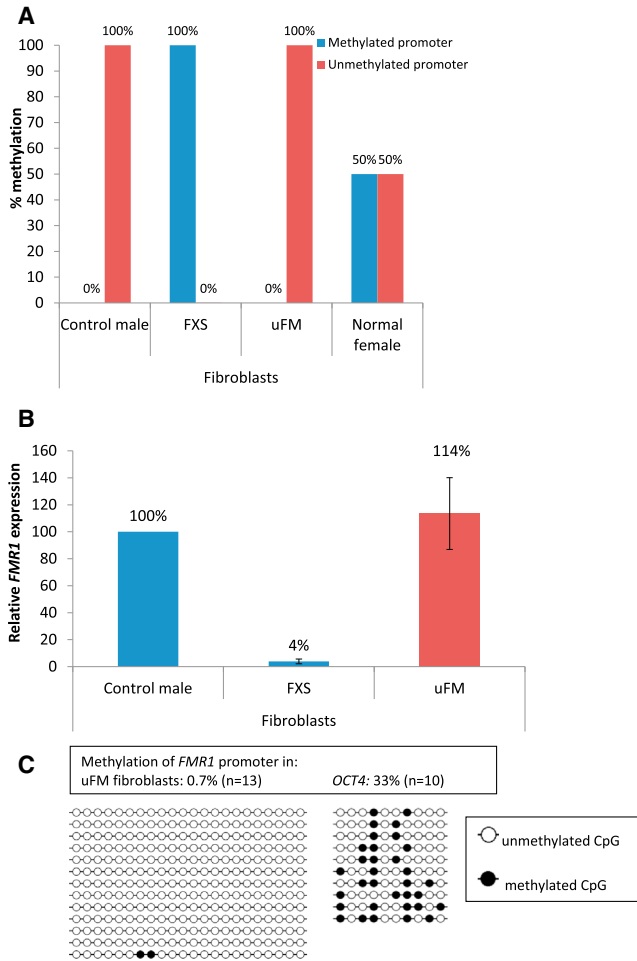 A
% methylation
100
90
80
70
60
50
40
30
20
10
0
0%
100%
100%
0%
0%
100%
50% 50%
Methylated promoter
Unmethylated promoter
Control male
FXS
uFM
Normal
female
Fibroblasts
B
Relative FMR1 expression
160
140
120
100
80
60
40
20
0
100%
4%
114%
Control male
FXS
uFM
Fibroblasts
C
Methylation of FMR1 promoter in:
uFM fibroblasts: 0.7% (n=13) OCT4: 33% (n=10)
unmethylated CpG
methylated CpG